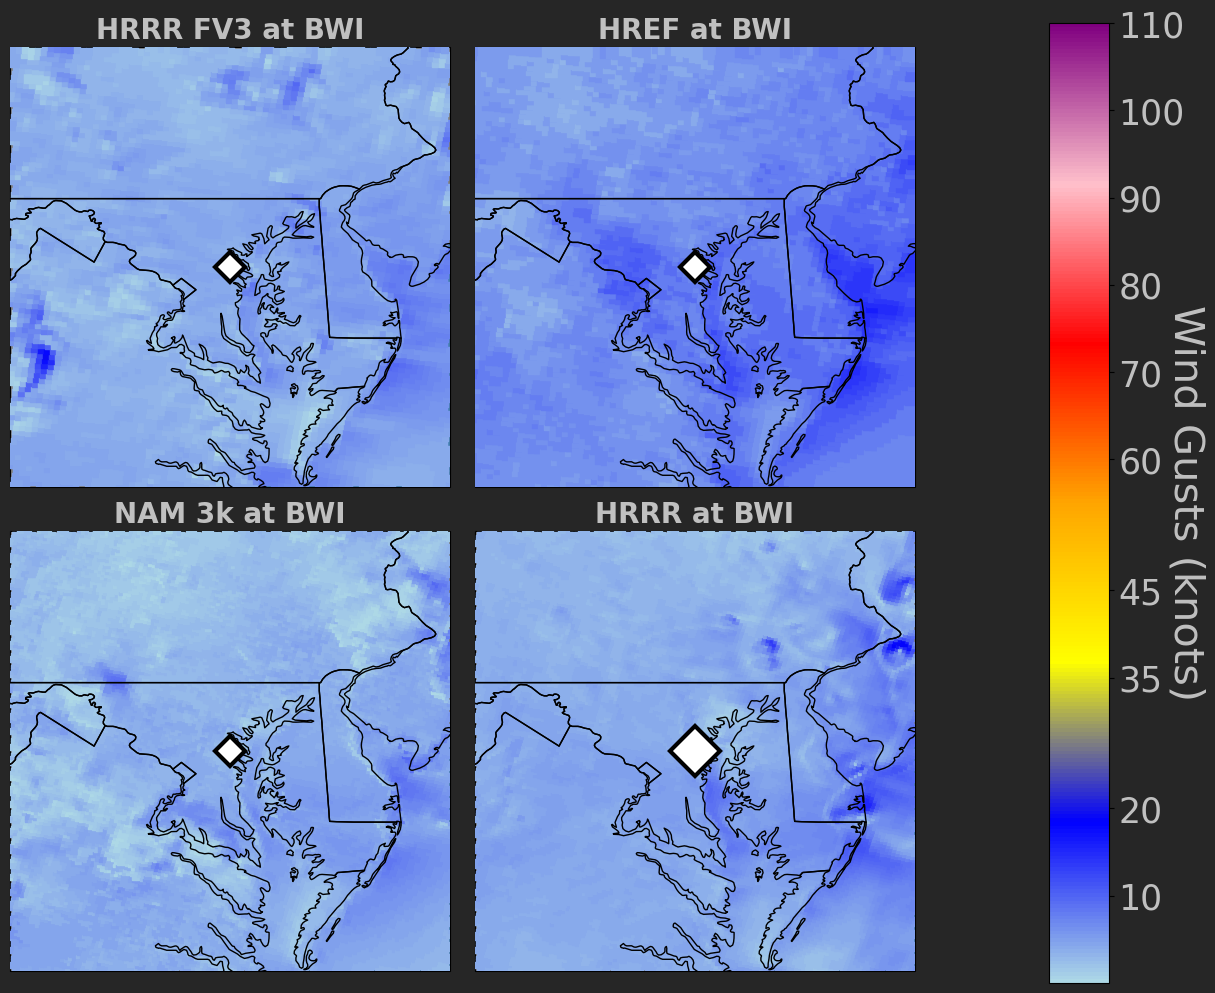 HRRR FV3 at BWI
HREF at BWI
NAM 3k at BWI
HRRR at BWI
110
100
90
80
70
60
45
35
20
10
Wind Gusts (knots)